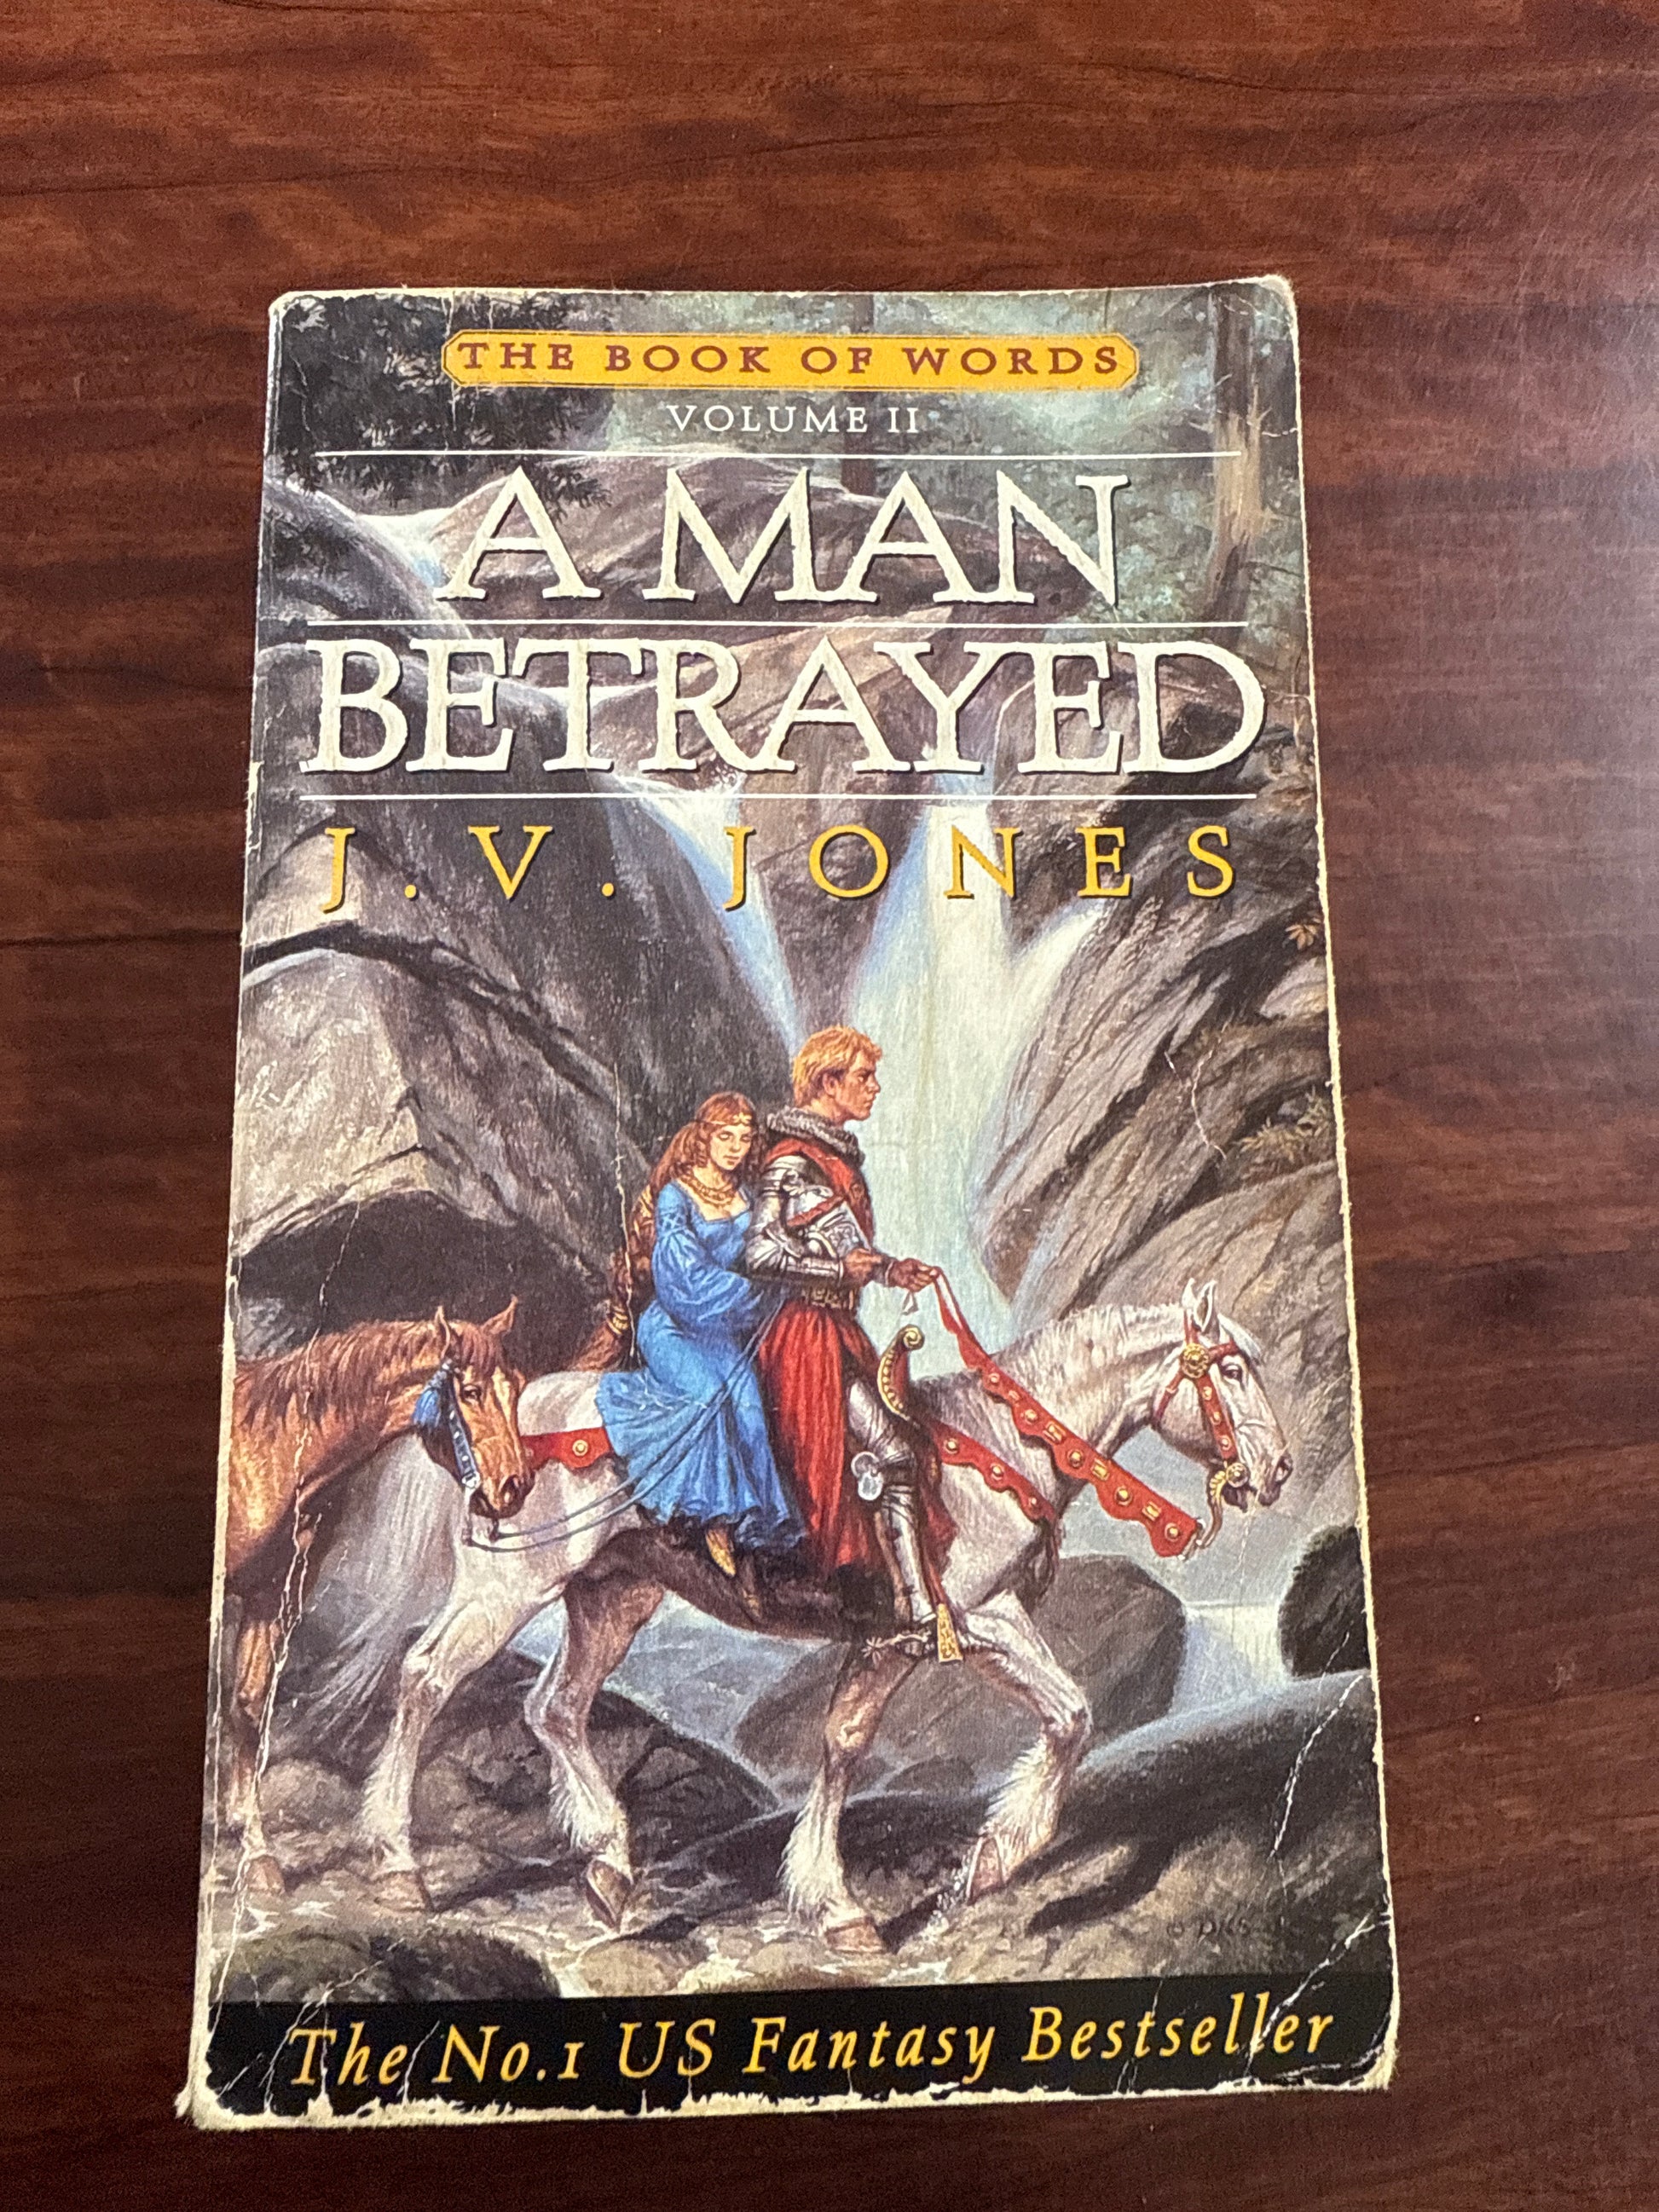 THE BOOK OF WORDS
VOLUME II
A MAN
BETRAYED
J. V. JONES
The No.1 US Fantasy Bestseller